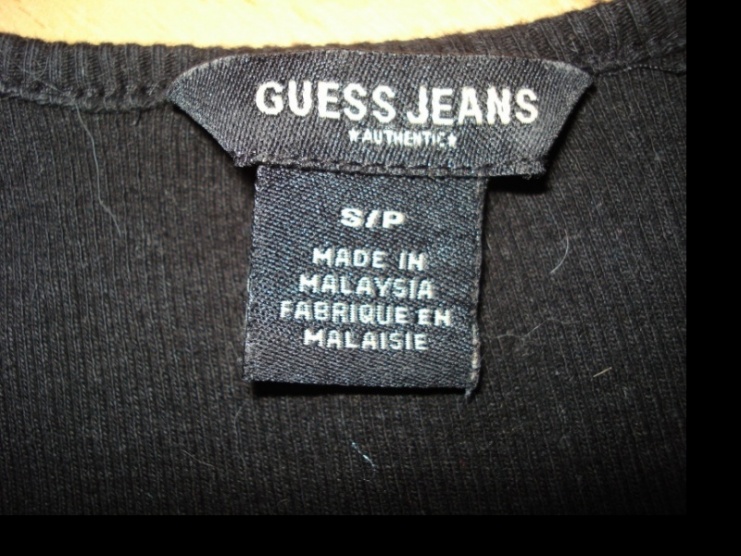 GUESS JEANS
★AUTHENTIC★
S/P
MADE IN
MALAYSIA
FABRIQUE EN
MALAISIE